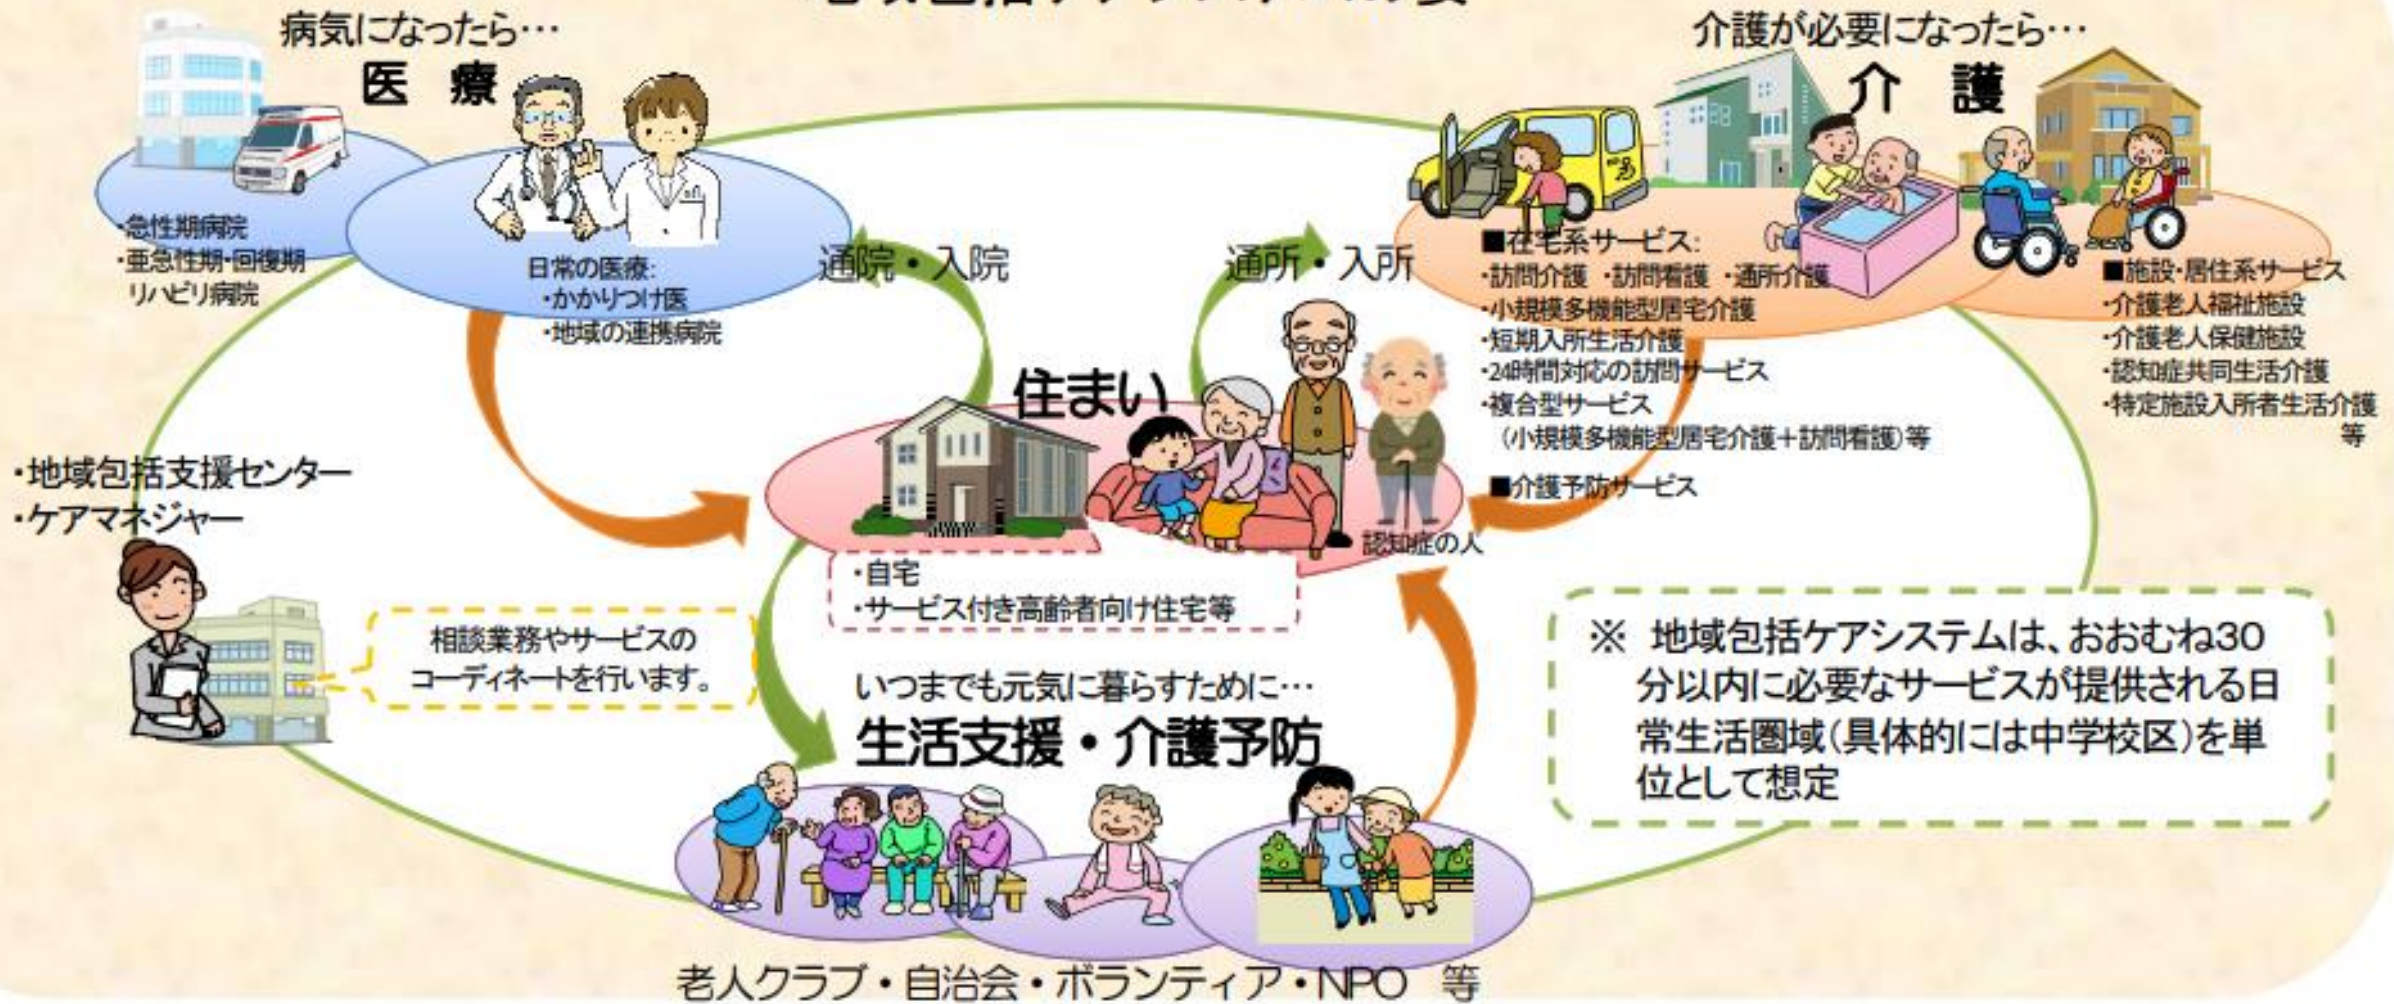 病気になったら…
医 療
・急性期病院
・亜急性期・回復期
リハビリ病院
日常の医療:
・かかりつけ医
・地域の連携病院
通院・入院
通所・入所
介護が必要になったら…
介 護
■在宅系サービス:
・訪問介護 ・訪問看護 ・通所介護
・小規模多機能型居宅介護
・短期入所生活介護
・24時間対応の訪問サービス
・複合型サービス
(小規模多機能型居宅介護+訪問看護)等
■介護予防サービス
■施設・居住系サービス
・介護老人福祉施設
・介護老人保健施設
・認知症共同生活介護
・特定施設入所者生活介護
等
住まい
認知症の人
・自宅
・サービス付き高齢者向け住宅等
・地域包括支援センター
・ケアマネジャー
相談業務やサービスの
コーディネートを行います。
いつまでも元気に暮らすために…
生活支援・介護予防
老人クラブ・自治会・ボランティア・NPO 等
※ 地域包括ケアシステムは、おおむね30
分以内に必要なサービスが提供される日
常生活圏域(具体的には中学校区)を単
位として想定